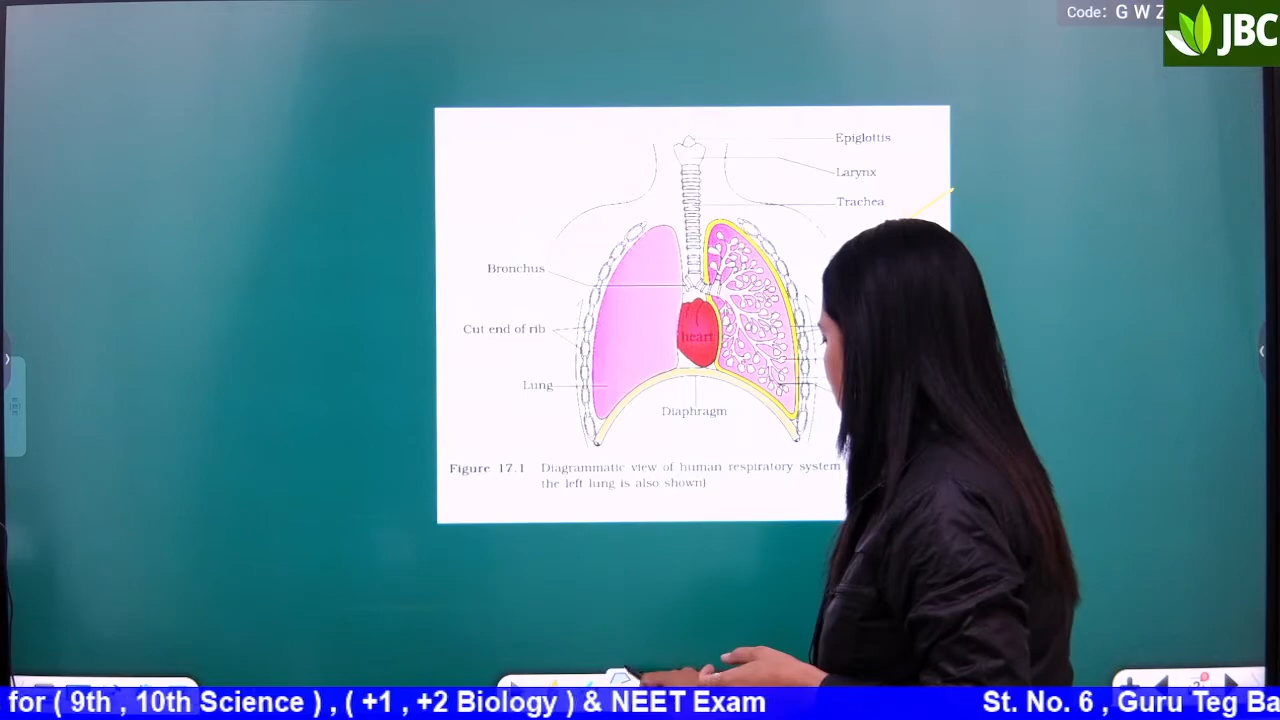 Code: G W Z
JBC
Epiglottis
Larynx
Trachea
Bronchus
Cut end of rib
heart
Lung
Diaphragm
Figure 17.1 Diagrammatic view of human respiratory system
the left lung is also shown)
for ( 9th , 10th Science ) , ( +1 , +2 Biology ) & NEET Exam St. No. 6 , Guru Teg Ba